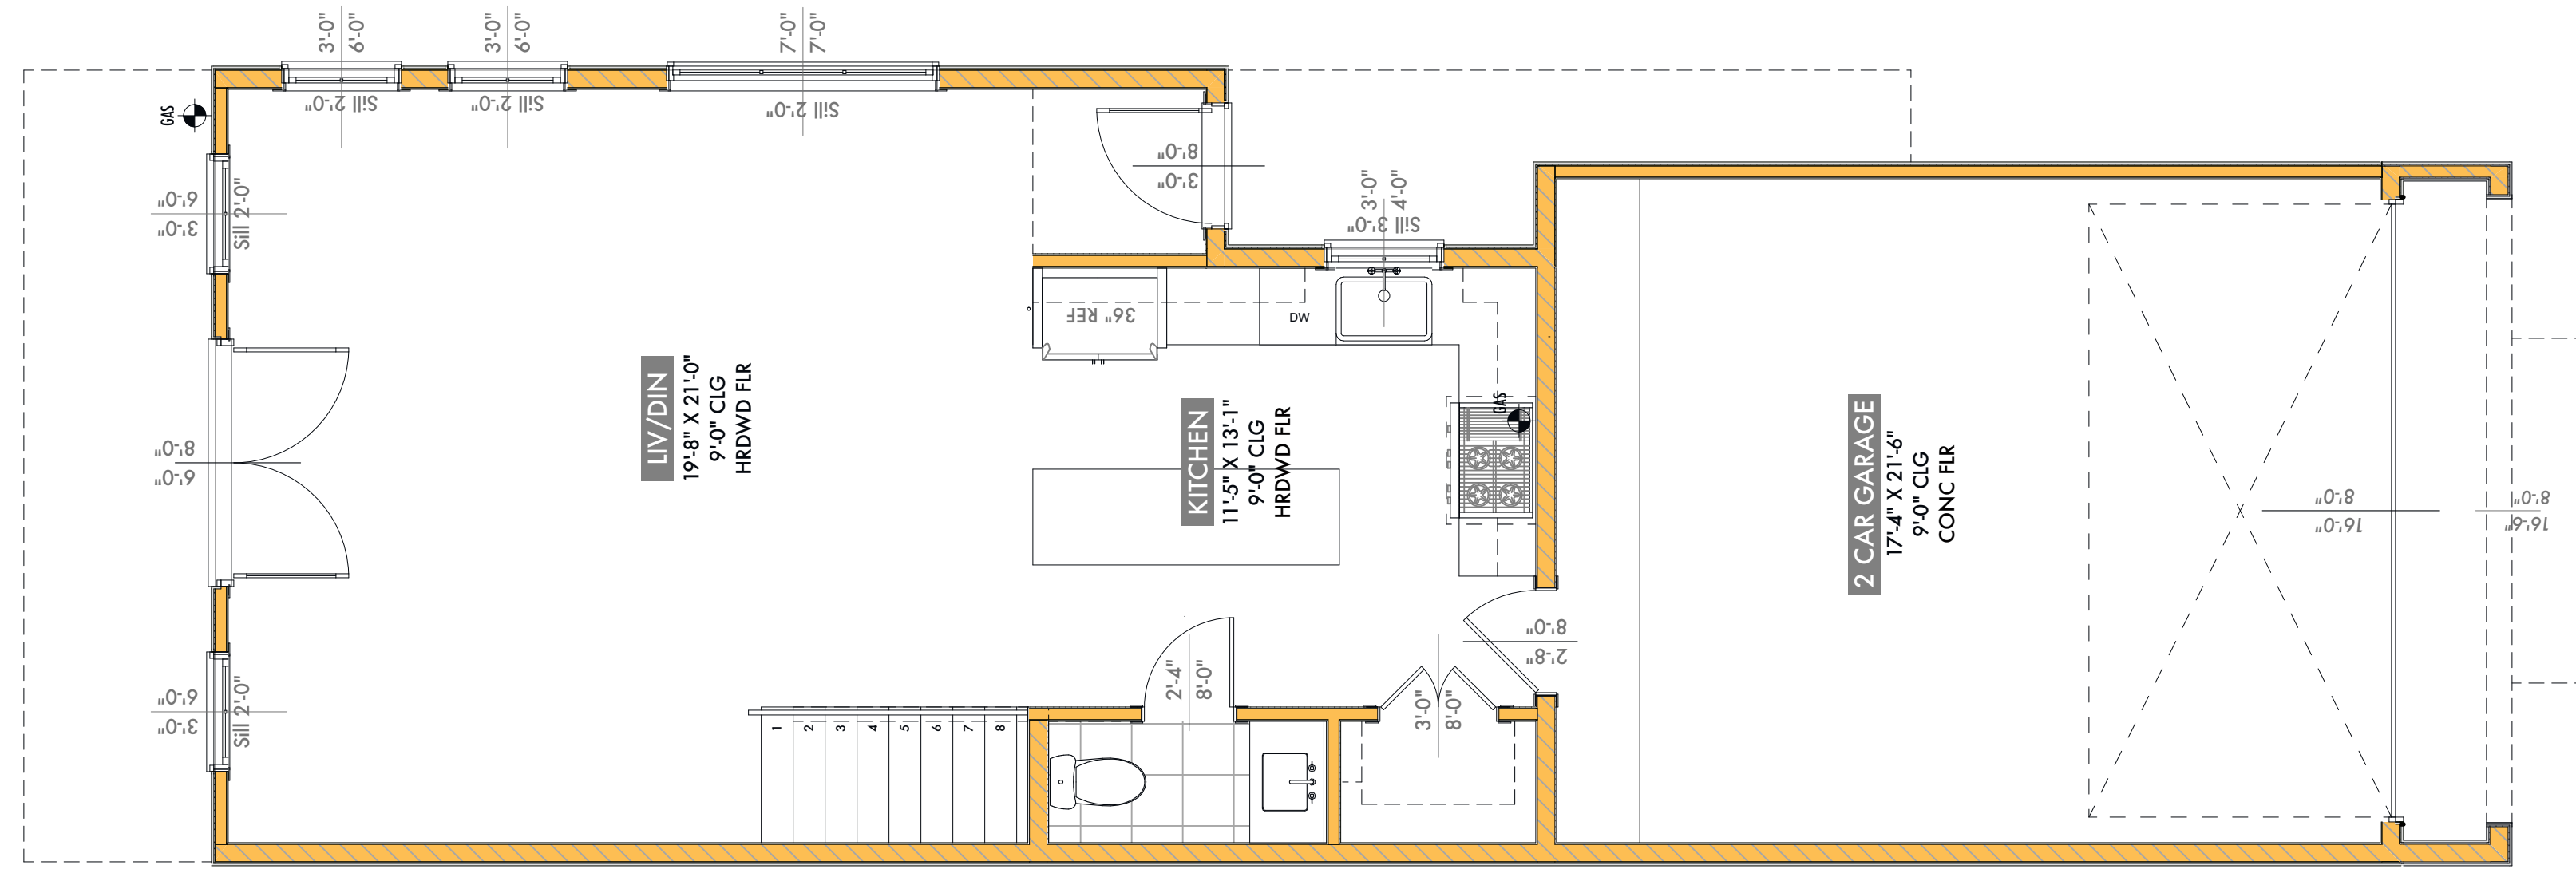 3'-0"
6'-0"
3'-0"
6'-0"
7'-0"
7'-0"
Sill 2'-0"
Sill 2'-0"
Sill 2'-0"
GAS
6'-0"
3'-0"
Sill 2'-0"
8'-0"
3'-0"
3'-0"
4'-0"
Sill 3'-0"
36" REF
DW
LIV/DIN
19'-8" X 21'-0"
9'-0" CLG
HRDWD FLR
KITCHEN
11'-5" X 13'-1"
9'-0" CLG
HRDWD FLR
GAS
2 CAR GARAGE
17'-4" X 21'-6"
9'-0" CLG
CONC FLR
8'-0"
6'-0"
8'-0"
16'-0"
8'-0"
16'-6"
8'-0"
2'-8"
2'-4"
8'-0"
3'-0"
8'-0"
6'-0"
3'-0"
Sill 2'-0"
1
2
3
4
5
6
7
8